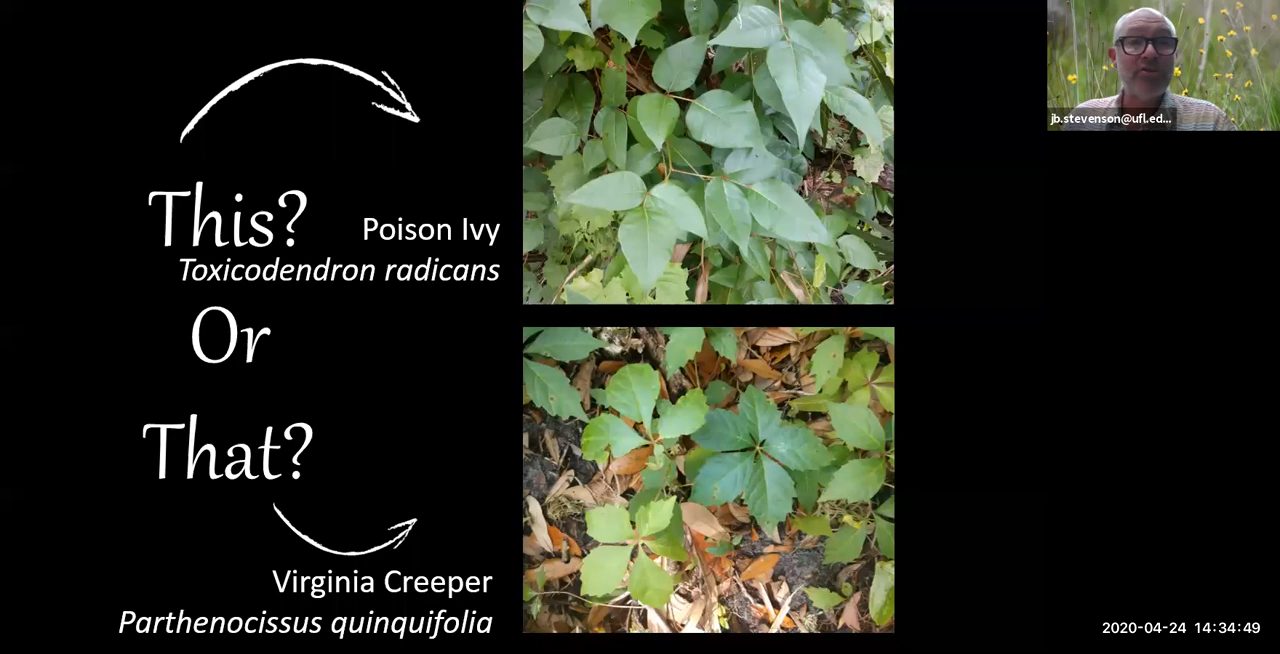 This?
Poison Ivy
Toxicodendron radicans
Or
That?
Virginia Creeper
Parthenocissus quinquifolia
jb.stevenson@ufl.ed...
2020-04-24 14:34:49